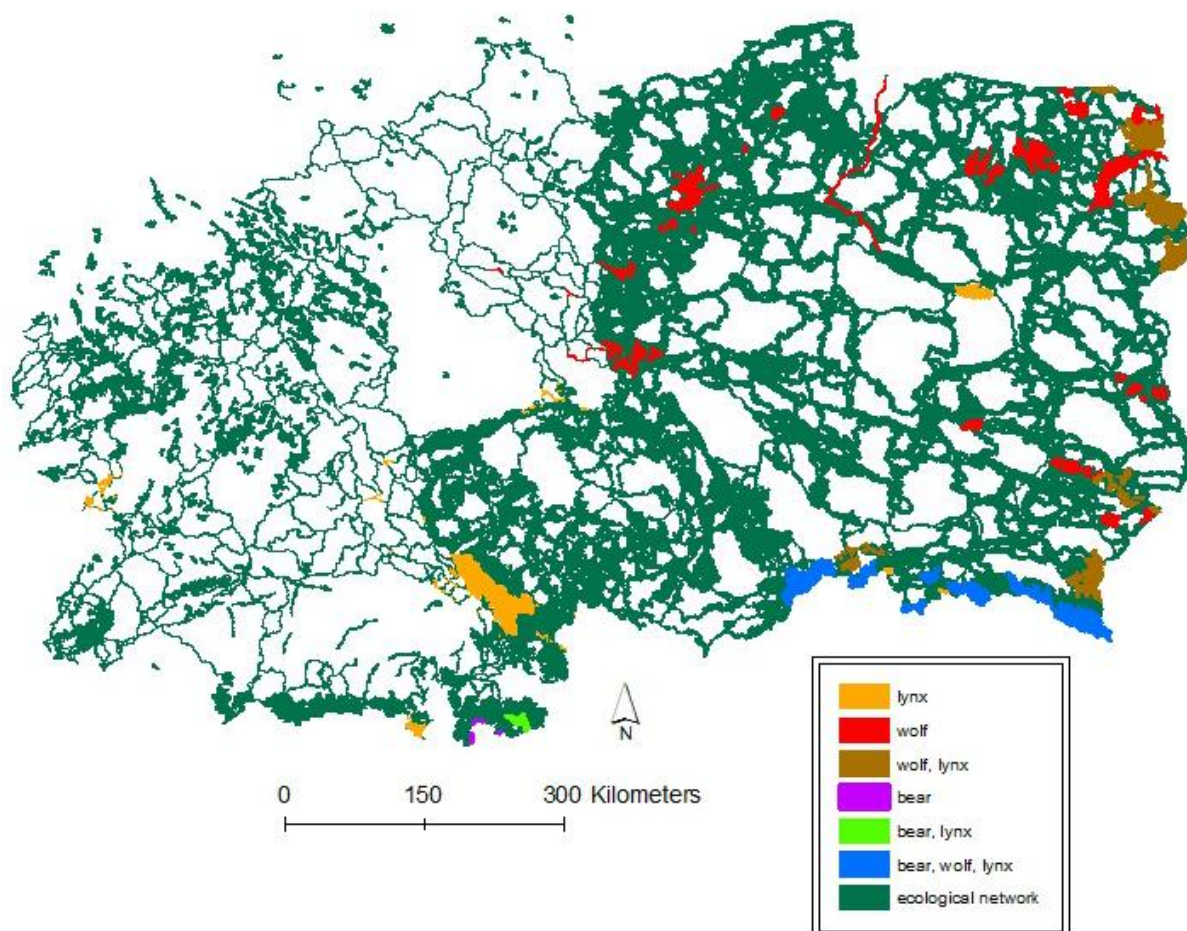 N
0 150 300 Kilometers
lynx
wolf
wolf, lynx
bear
bear, lynx
bear, wolf, lynx
ecological network